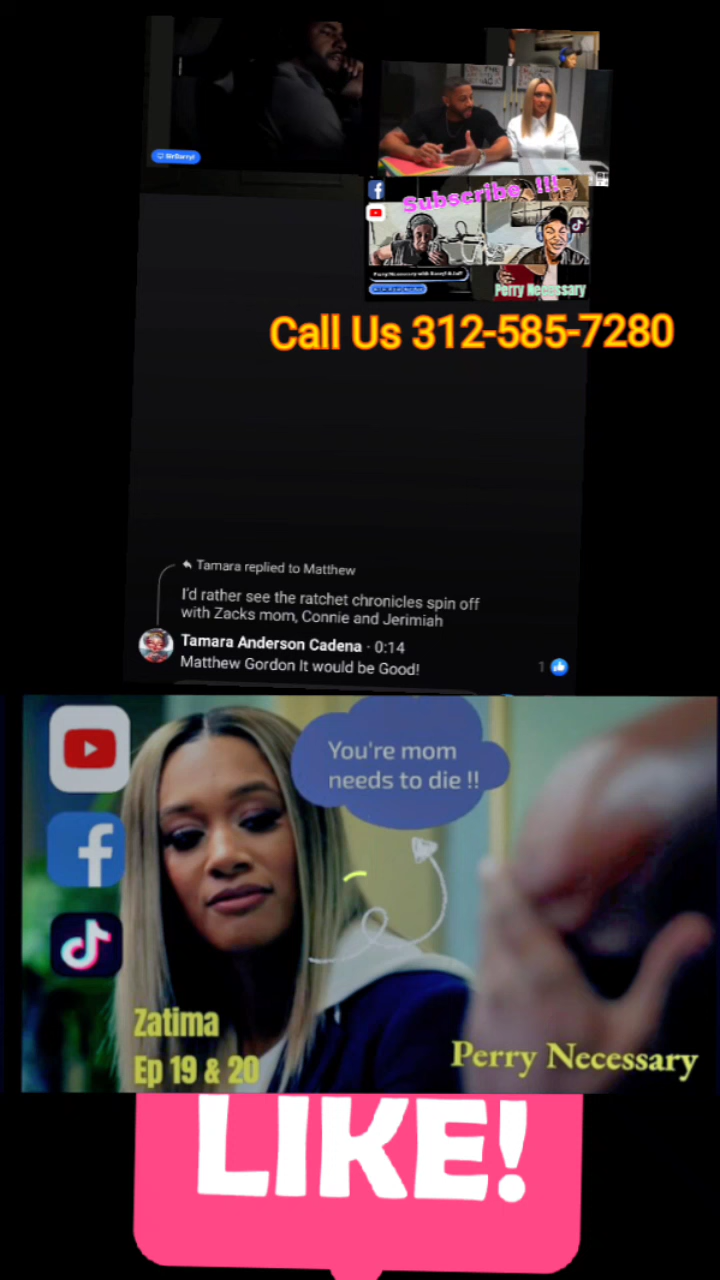 SirDarryl
Subscribe !!!
Perry Necessary
Call Us 312-585-7280
Tamara replied to Matthew
I'd rather see the ratchet chronicles spin off
with Zacks mom, Connie and Jerimiah
Tamara Anderson Cadena · 0:14
Matthew Gordon It would be Good!
1
You're mom
needs to die !!
Zatima
Ep 19 & 20
Perry Necessary
LIKE!